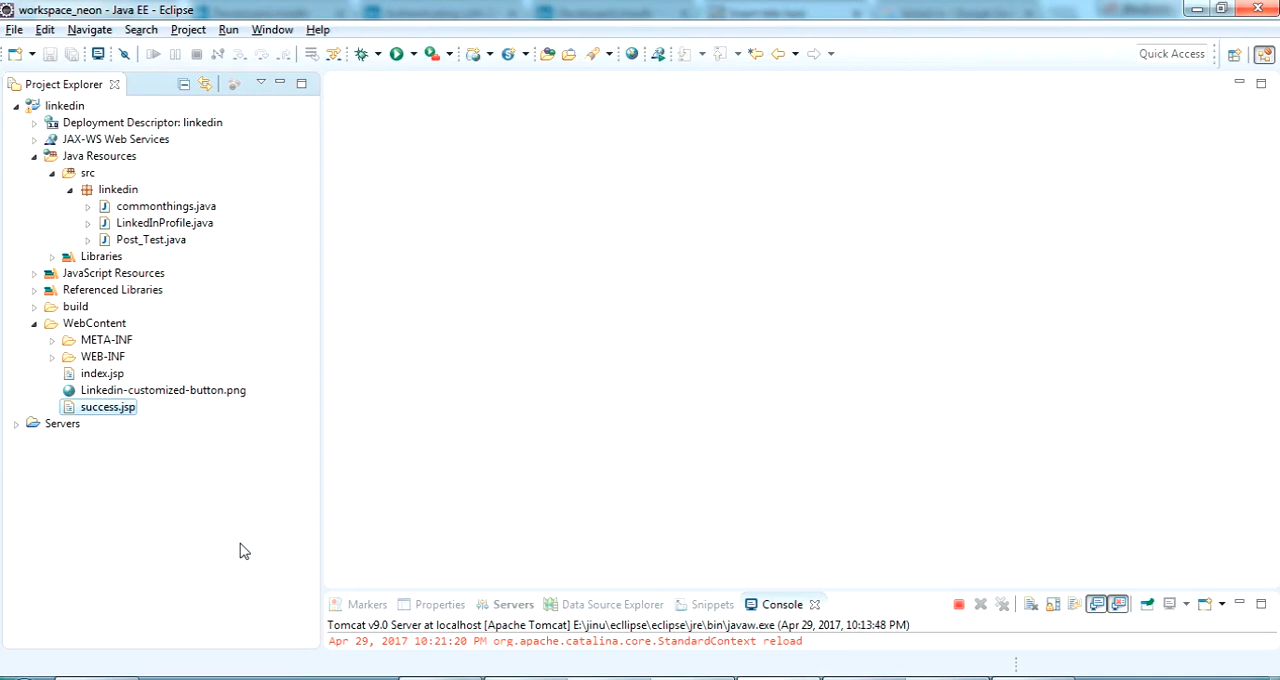 workspace_neon - Java EE - Eclipse
File Edit Navigate Search Project Run Window Help
Quick Access
Project Explorer
linkedin
Deployment Descriptor: linkedin
JAX-WS Web Services
Java Resources
src
linkedin
commonthings.java
LinkedInProfile.java
Post_Test.java
Libraries
JavaScript Resources
Referenced Libraries
build
WebContent
META-INF
WEB-INF
index.jsp
Linkedin-customized-button.png
success.jsp
Servers
Markers Properties Servers Data Source Explorer Snippets Console
Tomcat v9.0 Server at localhost [Apache Tomcat] E:\jinu\ecllipse\eclipse\jre\bin\javaw.exe (Apr 29, 2017, 10:13:48 PM)
Apr 29, 2017 10:21:20 PM org.apache.catalina.core.StandardContext reload